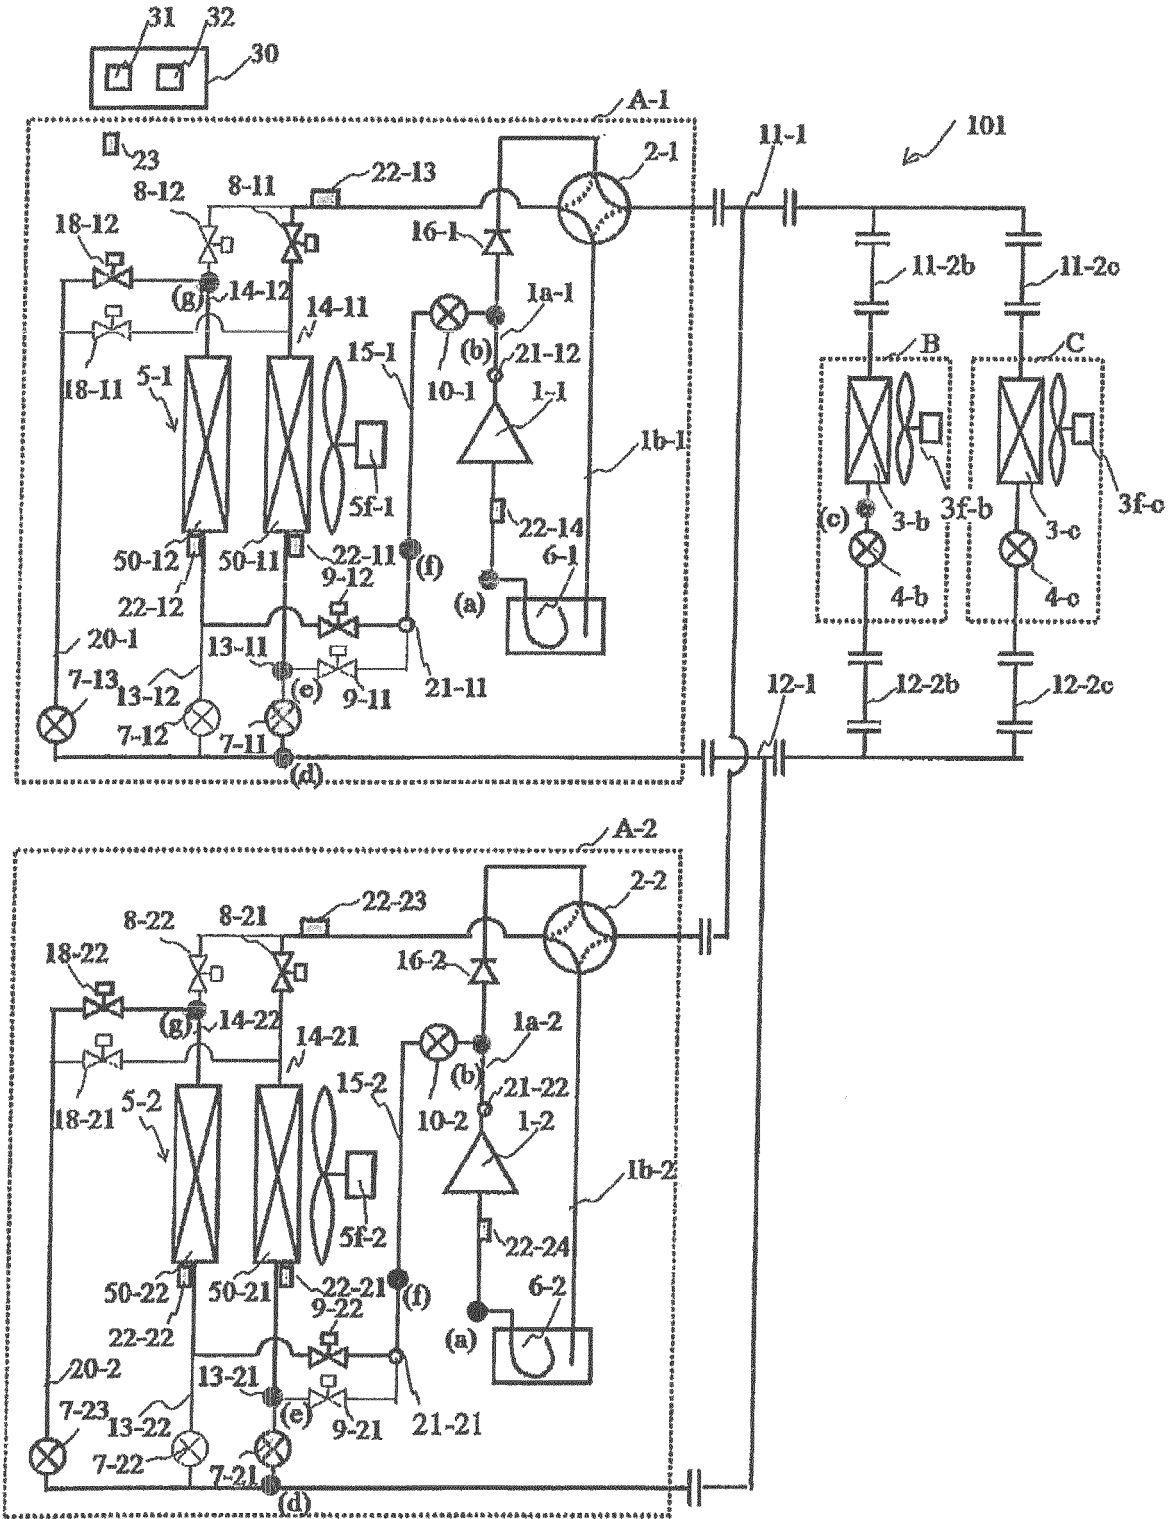 31 32
30
A-1
101
11-1
23
2-1
8-12 8-11 22-13
18-12
16-1
11-2b 11-2c
(g) 14-12
1a-1
14-11
15-1 (b) 21-12
B C
18-11 5-1 10-1 1-1
1b-1
5f-1
3f-b 3f-c
(c) 3-b 3-c
22-14
50-12 50-11 22-11 (f) 6-1
9-12
22-12 (a) 4-b 4-c
20-1 13-11
7-13 13-12 (e) 9-11 21-11 12-1 12-2b 12-2c
7-12 7-11
(d)
A-2
2-2
8-22 8-21 22-23
18-22
16-2
(g) 14-22
1a-2
14-21
15-2 (b) 21-22
18-21 5-2 10-2 1-2
1b-2
5f-2
22-24
50-22 50-21 22-21 (f) 6-2
9-22
22-22 (a)
20-2 13-21
7-23 13-22 (e) 9-21 21-21
7-22 7-21
(d)